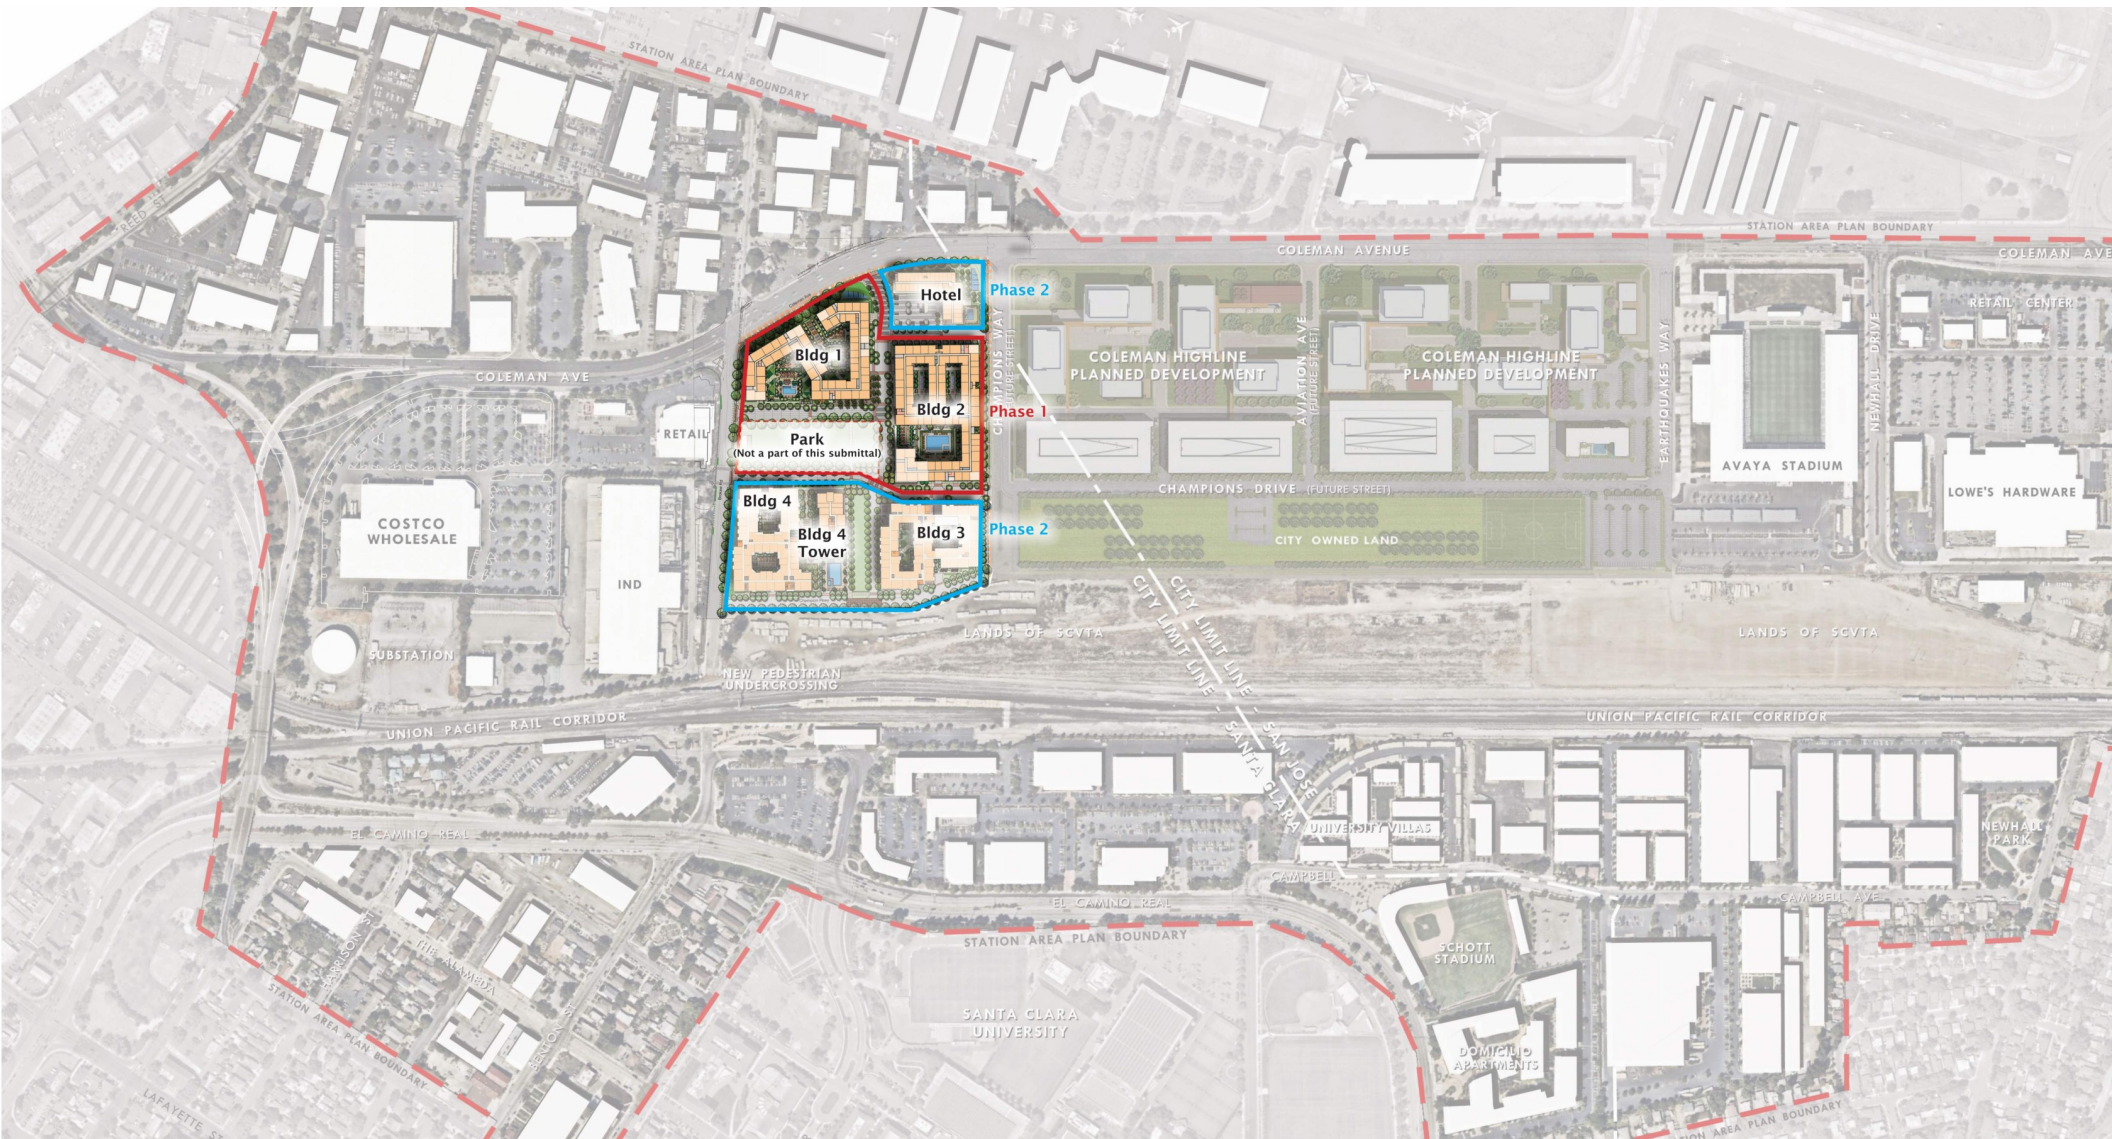 STATION AREA PLAN BOUNDARY
REED ST
STATION AREA PLAN BOUNDARY
COLEMAN AVENUE
COLEMAN AVE
Hotel
Phase 2
CHAMPIONS WAY
(FUTURE STREET)
AVIATION AVE
(FUTURE STREET)
EARTHQUAKES WAY
NEWHALL DRIVE
RETAIL CENTER
Bldg 1
COLEMAN HIGHLINE
PLANNED DEVELOPMENT
COLEMAN HIGHLINE
PLANNED DEVELOPMENT
COLEMAN AVE
Bldg 2
Phase 1
RETAIL
Park
(Not a part of this submittal)
AVAYA STADIUM
CHAMPIONS DRIVE (FUTURE STREET)
LOWE'S HARDWARE
Bldg 4
COSTCO
WHOLESALE
Bldg 4
Tower
Bldg 3
Phase 2
CITY OWNED LAND
IND
CITY LIMIT LINE - SAN JOSE
CITY LIMIT LINE - SANTA CLARA
LANDS OF SCVTA
LANDS OF SCVTA
SUBSTATION
NEW PEDESTRIAN
UNDERCROSSING
UNION PACIFIC RAIL CORRIDOR
UNION PACIFIC RAIL CORRIDOR
EL CAMINO REAL
UNIVERSITY VILLAS
NEWHALL
PARK
CAMPBELL
CAMPBELL AVE
EL CAMINO REAL
STATION AREA PLAN BOUNDARY
HARRISON ST
THE ALAMEDA
SCHOTT
STADIUM
SANTA CLARA
UNIVERSITY
BENTON ST
STATION AREA PLAN BOUNDARY
DOMICILIO
APARTMENTS
LAFAYETTE ST
STATION AREA PLAN BOUNDARY